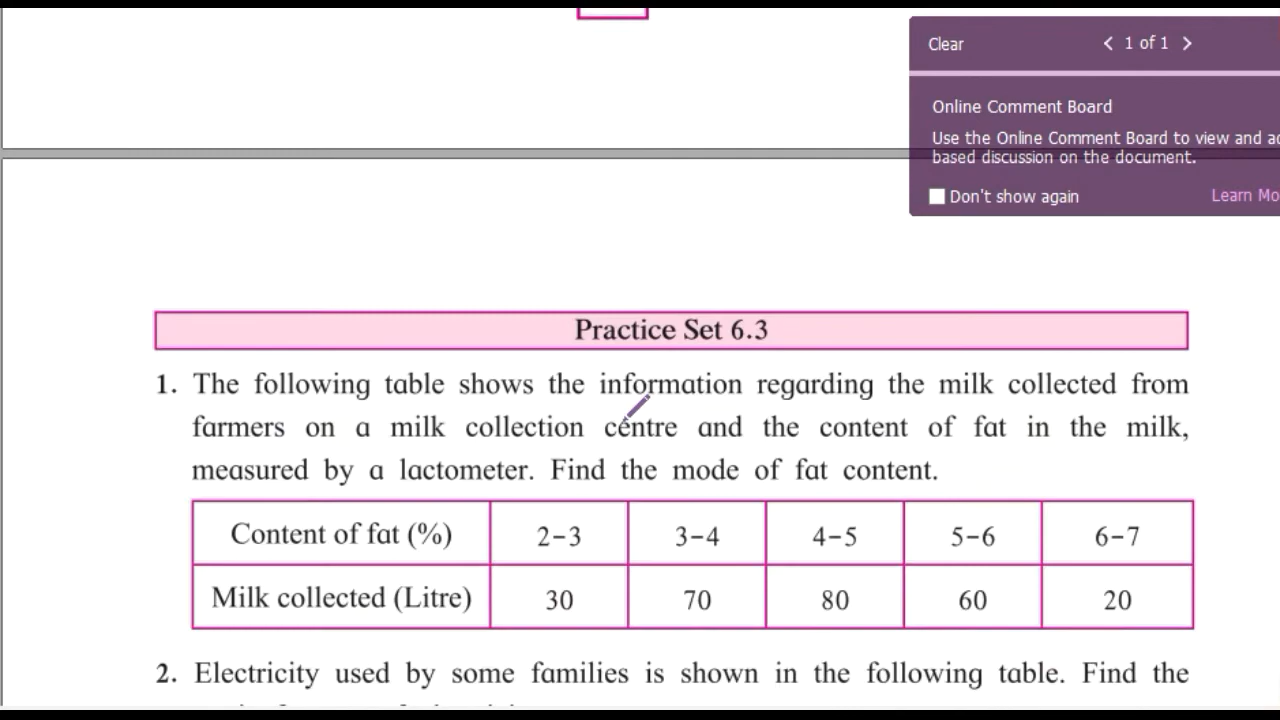 Clear
1 of 1
Online Comment Board
Use the Online Comment Board to view and
based discussion on the document.
Don't show again
Learn
Practice Set 6.3
1. The following table shows the information regarding the milk collected from
farmers on a milk collection centre and the content of fat in the milk,
measured by a lactometer. Find the mode of fat content.
Content of fat (%) 2-3 3-4 4-5 5-6 6-7
Milk collected (Litre) 30 70 80 60 20
2. Electricity used by some families is shown in the following table. Find the